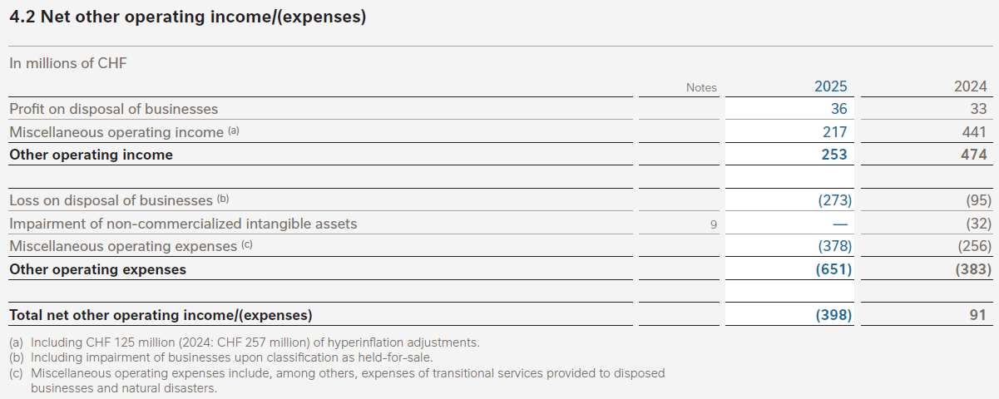 4.2 Net other operating income/(expenses)
In millions of CHF
Notes 2025 2024
Profit on disposal of businesses 36 33
Miscellaneous operating income (a) 217 441
Other operating income 253 474
Loss on disposal of businesses (b) (273) (95)
Impairment of non-commercialized intangible assets 9 — (32)
Miscellaneous operating expenses (c) (378) (256)
Other operating expenses (651) (383)
Total net other operating income/(expenses) (398) 91
(a) Including CHF 125 million (2024: CHF 257 million) of hyperinflation adjustments.
(b) Including impairment of businesses upon classification as held-for-sale.
(c) Miscellaneous operating expenses include, among others, expenses of transitional services provided to disposed
businesses and natural disasters.